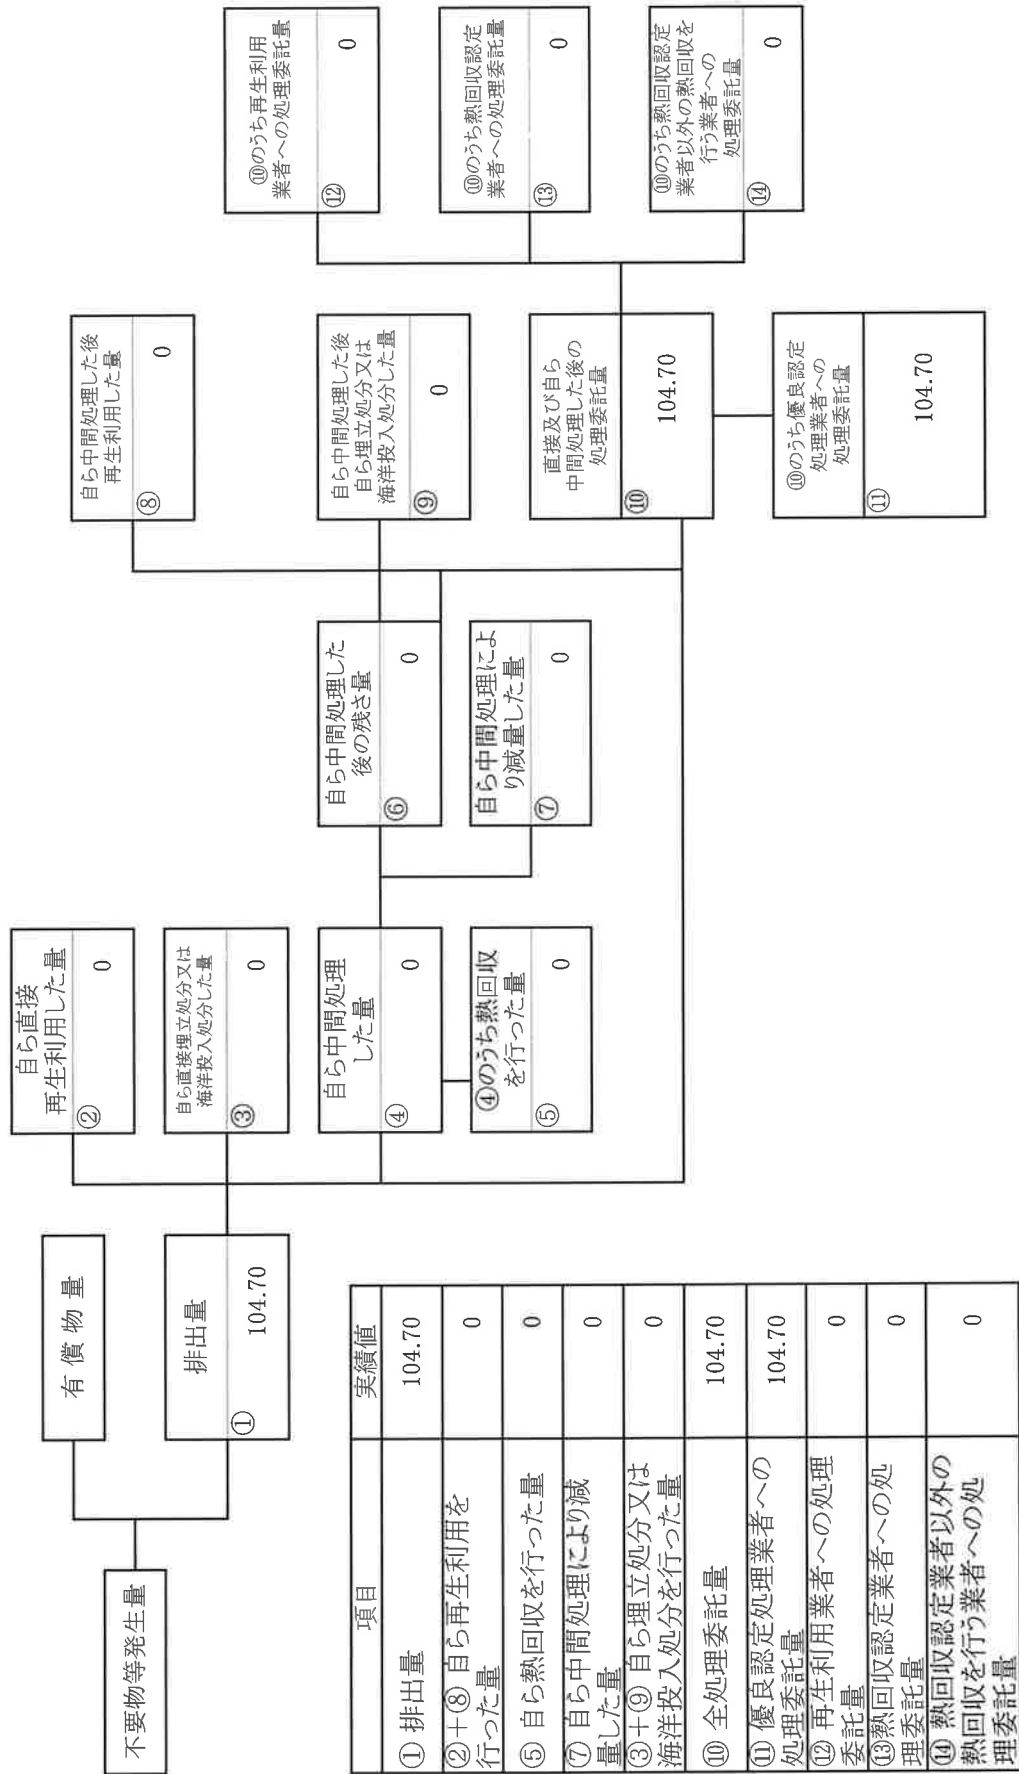 不要物等発生量
有償物量
排出量
①
104.70
自ら直接
再生利用した量
②
0
自ら直接埋立処分又は
海洋投入処分した量
③
0
自ら中間処理
した量
④
0
④のうち熱回収
を行った量
⑤
0
自ら中間処理した
後の残さ量
⑥
0
自ら中間処理によ
り減量した量
⑦
0
自ら中間処理した後
再生利用した量
⑧
0
自ら中間処理した後
自ら埋立処分又は
海洋投入処分した量
⑨
0
直接及び自ら
中間処理した後の
処理委託量
⑩
104.70
⑩のうち優良認定
処理業者への
処理委託量
⑪
104.70
⑩のうち再生利用
業者への処理委託量
⑫
0
⑩のうち熱回収認定
業者への処理委託量
⑬
0
⑩のうち熱回収認定
業者以外の熱回収を
行う業者への
処理委託量
⑭
0
項目 実績値
① 排出量 104.70
②+⑧ 自ら再生利用を
行った量 0
⑤ 自ら熱回収を行った量 0
⑦ 自ら中間処理により減
量した量 0
③+⑨ 自ら埋立処分又は
海洋投入処分を行った量 0
⑩ 全処理委託量 104.70
⑪ 優良認定処理業者への
処理委託量 104.70
⑫ 再生利用業者への処理
委託量 0
⑬熱回収認定業者への処
理委託量 0
⑭ 熱回収認定業者以外の
熱回収を行う業者への処
理委託量 0